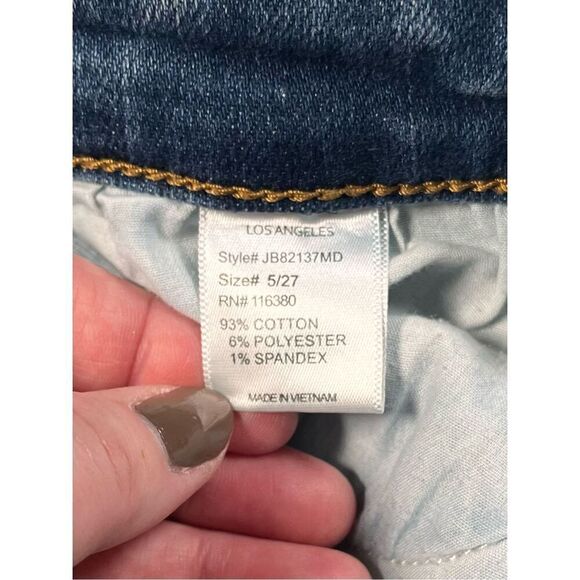 LOS ANGELES
Style# JB82137MD
Size# 5/27
RN# 116380
93% COTTON
6% POLYESTER
1% SPANDEX
MADE IN VIETNAM